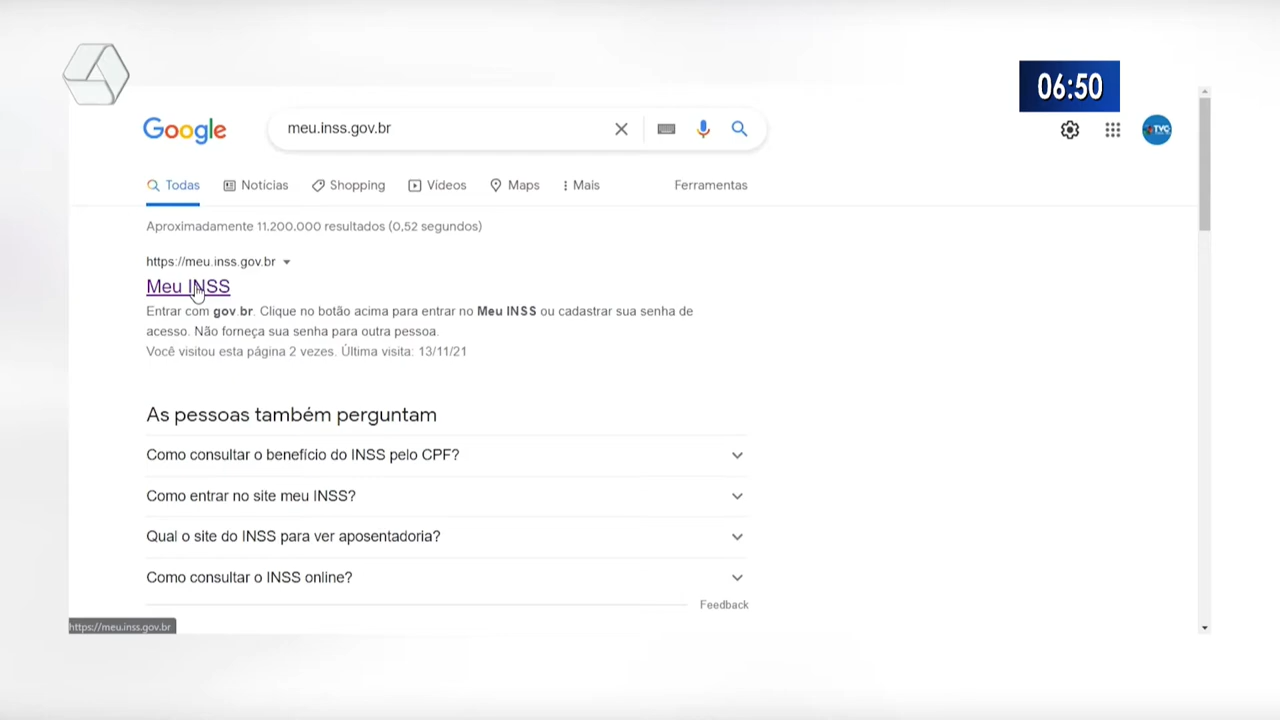 06:50
Google
meu.inss.gov.br
TVC
Todas
Notícias
Shopping
Vídeos
Maps
Mais
Ferramentas
Aproximadamente 11.200.000 resultados (0,52 segundos)
https://meu.inss.gov.br
Meu INSS
Entrar com gov br. Clique no botão acima para entrar no Meu INSS ou cadastrar sua senha de
acesso. Não forneça sua senha para outra pessoa.
Você visitou esta página 2 vezes. Última visita: 13/11/21
As pessoas também perguntam
Como consultar o benefício do INSS pelo CPF?
Como entrar no site meu INSS?
Qual o site do INSS para ver aposentadoria?
Como consultar o INSS online?
Feedback
https://meu.inss.gov.br